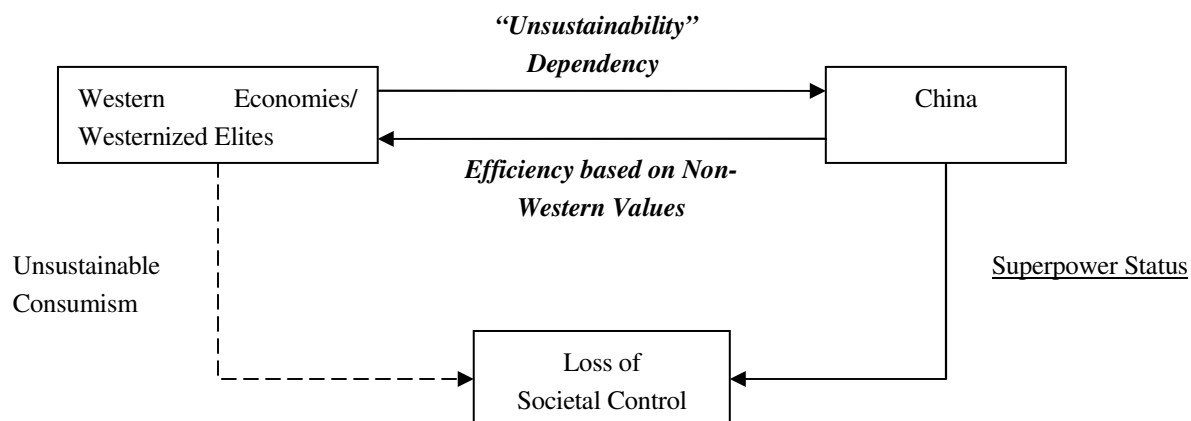 “Unsustainability”
Dependency
Western Economies/
Westernized Elites
China
Efficiency based on Non-
Western Values
Unsustainable
Consumism
Superpower Status
Loss of
Societal Control